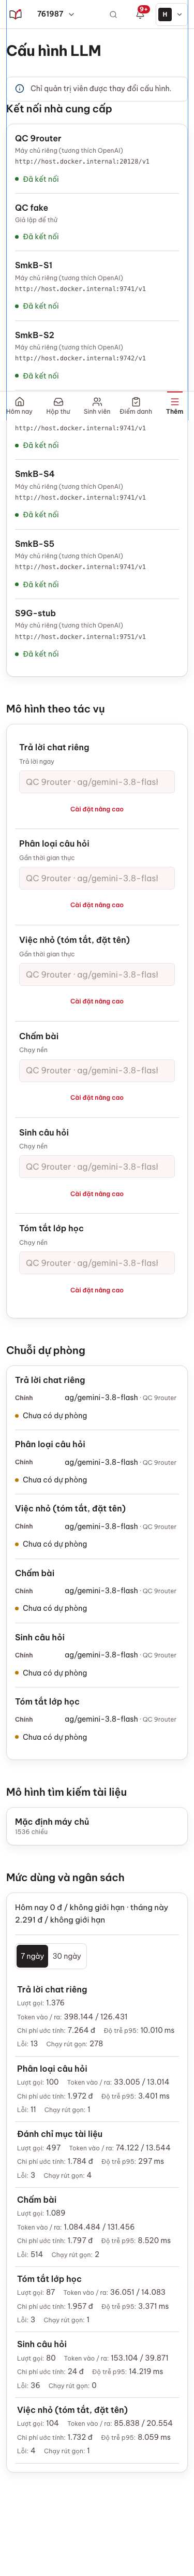 761987
9+
H
Cấu hình LLM
Chỉ quản trị viên được thay đổi cấu hình.
Kết nối nhà cung cấp
QC 9router
Máy chủ riêng (tương thích OpenAI)
http://host.docker.internal:20128/v1
Đã kết nối
QC fake
Giả lập để thử
Đã kết nối
SmkB-S1
Máy chủ riêng (tương thích OpenAI)
http://host.docker.internal:9741/v1
Đã kết nối
SmkB-S2
Máy chủ riêng (tương thích OpenAI)
http://host.docker.internal:9742/v1
Đã kết nối
Hôm nay
Hộp thư
Sinh viên
Điểm danh
Thêm
http://host.docker.internal:9741/v1
Đã kết nối
SmkB-S4
Máy chủ riêng (tương thích OpenAI)
http://host.docker.internal:9741/v1
Đã kết nối
SmkB-S5
Máy chủ riêng (tương thích OpenAI)
http://host.docker.internal:9741/v1
Đã kết nối
S9G-stub
Máy chủ riêng (tương thích OpenAI)
http://host.docker.internal:9751/v1
Đã kết nối
Mô hình theo tác vụ
Trả lời chat riêng
Trả lời ngay
QC 9router · ag/gemini-3.8-flasl
Cài đặt nâng cao
Phân loại câu hỏi
Gần thời gian thực
QC 9router · ag/gemini-3.8-flasl
Cài đặt nâng cao
Việc nhỏ (tóm tắt, đặt tên)
Gần thời gian thực
QC 9router · ag/gemini-3.8-flasl
Cài đặt nâng cao
Chấm bài
Chạy nền
QC 9router · ag/gemini-3.8-flasl
Cài đặt nâng cao
Sinh câu hỏi
Chạy nền
QC 9router · ag/gemini-3.8-flasl
Cài đặt nâng cao
Tóm tắt lớp học
Chạy nền
QC 9router · ag/gemini-3.8-flasl
Cài đặt nâng cao
Chuỗi dự phòng
Trả lời chat riêng
Chính ag/gemini-3.8-flash · QC 9router
Chưa có dự phòng
Phân loại câu hỏi
Chính ag/gemini-3.8-flash · QC 9router
Chưa có dự phòng
Việc nhỏ (tóm tắt, đặt tên)
Chính ag/gemini-3.8-flash · QC 9router
Chưa có dự phòng
Chấm bài
Chính ag/gemini-3.8-flash · QC 9router
Chưa có dự phòng
Sinh câu hỏi
Chính ag/gemini-3.8-flash · QC 9router
Chưa có dự phòng
Tóm tắt lớp học
Chính ag/gemini-3.8-flash · QC 9router
Chưa có dự phòng
Mô hình tìm kiếm tài liệu
Mặc định máy chủ
1536 chiều
Mức dùng và ngân sách
Hôm nay 0 đ / không giới hạn · tháng này
2.291 đ / không giới hạn
7 ngày 30 ngày
Trả lời chat riêng
Lượt gọi: 1.376
Token vào / ra: 398.144 / 126.431
Chi phí ước tính: 7.264 đ Độ trễ p95: 10.010 ms
Lỗi: 13 Chạy rút gọn: 278
Phân loại câu hỏi
Lượt gọi: 100 Token vào / ra: 33.005 / 13.014
Chi phí ước tính: 1.972 đ Độ trễ p95: 3.401 ms
Lỗi: 11 Chạy rút gọn: 1
Đánh chỉ mục tài liệu
Lượt gọi: 497 Token vào / ra: 74.122 / 13.544
Chi phí ước tính: 1.784 đ Độ trễ p95: 297 ms
Lỗi: 3 Chạy rút gọn: 4
Chấm bài
Lượt gọi: 1.089
Token vào / ra: 1.084.484 / 131.456
Chi phí ước tính: 1.797 đ Độ trễ p95: 8.520 ms
Lỗi: 514 Chạy rút gọn: 2
Tóm tắt lớp học
Lượt gọi: 87 Token vào / ra: 36.051 / 14.083
Chi phí ước tính: 1.957 đ Độ trễ p95: 3.371 ms
Lỗi: 3 Chạy rút gọn: 1
Sinh câu hỏi
Lượt gọi: 80 Token vào / ra: 153.104 / 39.871
Chi phí ước tính: 24 đ Độ trễ p95: 14.219 ms
Lỗi: 36 Chạy rút gọn: 0
Việc nhỏ (tóm tắt, đặt tên)
Lượt gọi: 104 Token vào / ra: 85.838 / 20.554
Chi phí ước tính: 1.732 đ Độ trễ p95: 8.059 ms
Lỗi: 4 Chạy rút gọn: 1